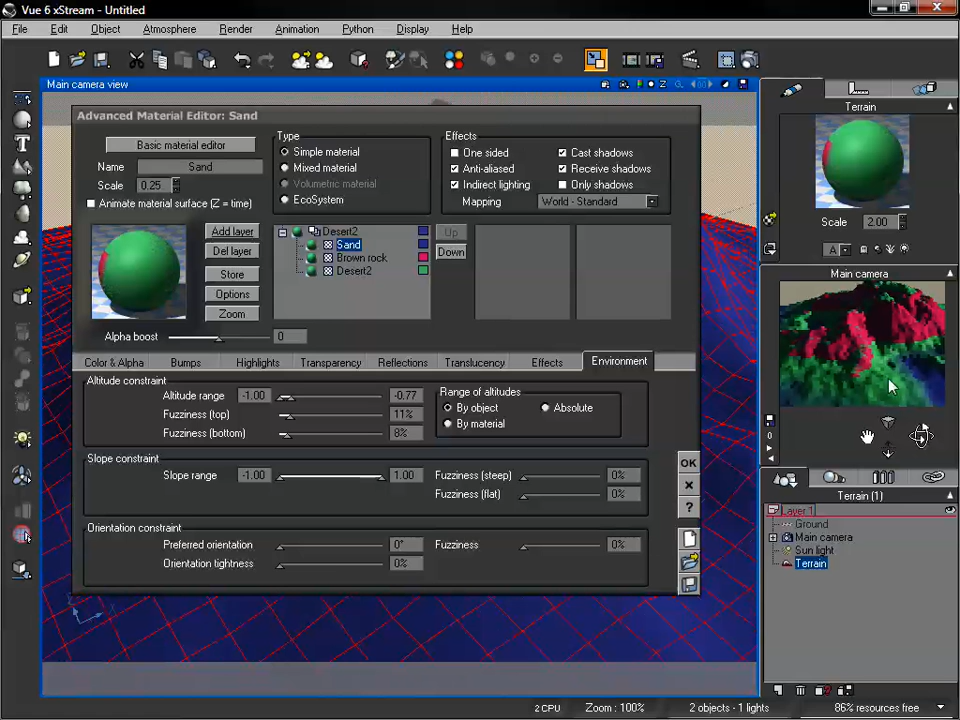 Vue 6 xStream - Untitled
File Edit Object Atmosphere Render Animation Python Display Help
Main camera view
Advanced Material Editor: Sand
Basic material editor
Name Sand
Scale 0.25
Animate material surface (Z = time)
Type
Simple material
Mixed material
Volumetric material
EcoSystem
Effects
One sided
Cast shadows
Anti-aliased
Receive shadows
Indirect lighting
Only shadows
Mapping World - Standard
Add layer
Del layer
Store
Options
Zoom
Desert2
Sand
Brown rock
Desert2
Up
Down
Alpha boost 0
Color & Alpha Bumps Highlights Transparency Reflections Translucency Effects Environment
Altitude constraint
Altitude range -1.00 -0.77
Fuzziness (top) 11%
Fuzziness (bottom) 8%
Range of altitudes
By object
Absolute
By material
Slope constraint
Slope range -1.00 1.00
Fuzziness (steep) 0%
Fuzziness (flat) 0%
Orientation constraint
Preferred orientation 0°
Fuzziness 0%
Orientation tightness 0%
OK
?
Terrain
Scale 2.00
A
Main camera
0
Terrain (1)
Layer 1
Ground
Main camera
Sun light
Terrain
2 CPU Zoom : 100% 2 objects - 1 lights 86% resources free